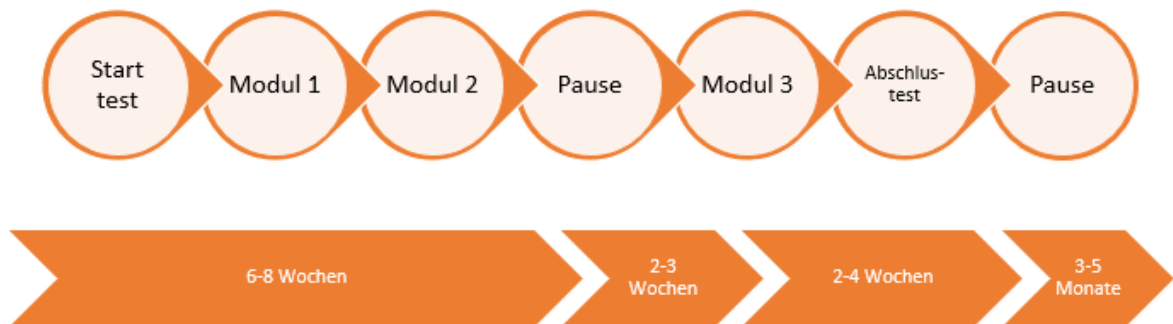 Start
test
Modul 1
Modul 2
Pause
Modul 3
Abschlus-
test
Pause
6-8 Wochen
2-3
Wochen
2-4 Wochen
3-5
Monate